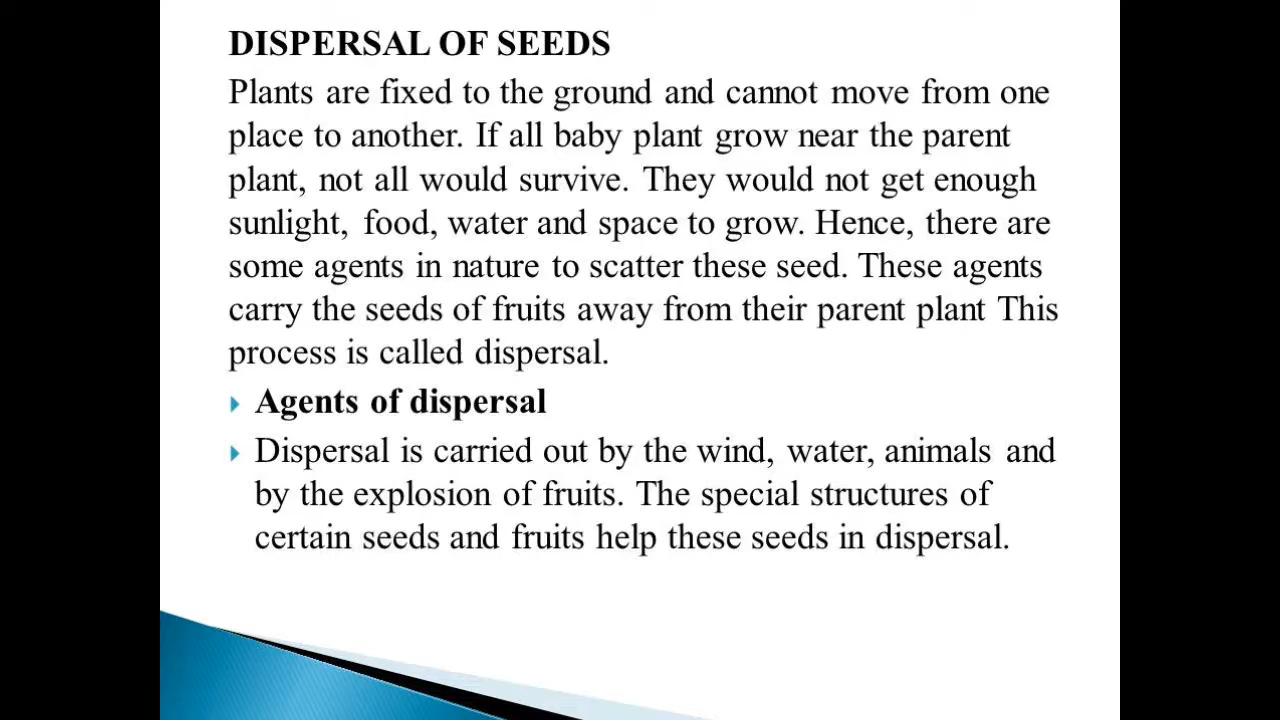 DISPERSAL OF SEEDS
Plants are fixed to the ground and cannot move from one
place to another. If all baby plant grow near the parent
plant, not all would survive. They would not get enough
sunlight, food, water and space to grow. Hence, there are
some agents in nature to scatter these seed. These agents
carry the seeds of fruits away from their parent plant This
process is called dispersal.
Agents of dispersal
Dispersal is carried out by the wind, water, animals and
by the explosion of fruits. The special structures of
certain seeds and fruits help these seeds in dispersal.